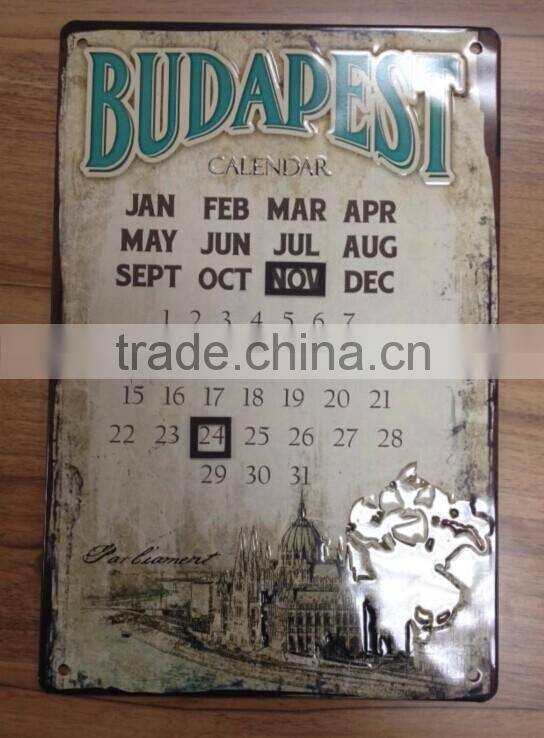 BUDAPEST
CALENDAR
JAN FEB MAR APR
MAY JUN JUL AUG
SEPT OCT NOV DEC
1 2 3 4 5 6 7
trade.china.cn
15 16 17 18 19 20 21
22 23 24 25 26 27 28
29 30 31
Parliament